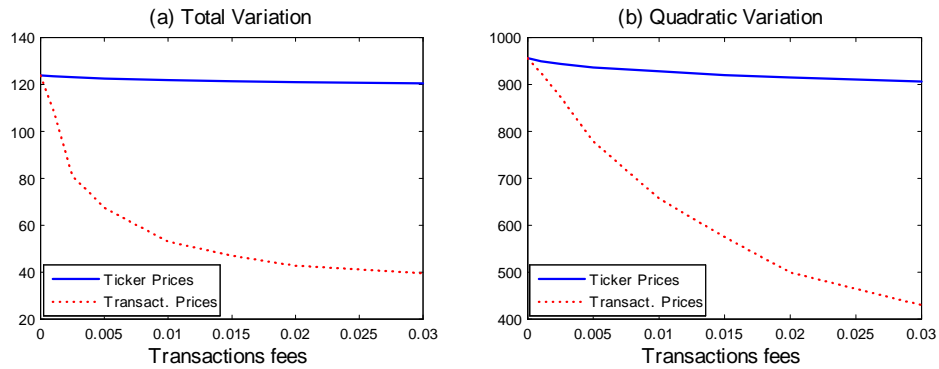 (a) Total Variation
140
120
100
80
60
40
20
Ticker Prices
Transact. Prices
0 0.005 0.01 0.015 0.02 0.025 0.03
Transactions fees
(b) Quadratic Variation
1000
900
800
700
600
500
400
Ticker Prices
Transact. Prices
0 0.005 0.01 0.015 0.02 0.025 0.03
Transactions fees